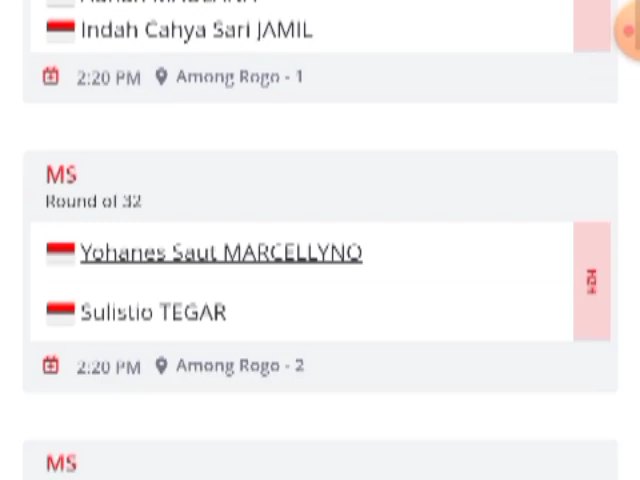 Indah Cahya Sari JAMIL
2:20 PM Among Rogo - 1
MS
Round of 32
Yohanes Saut MARCELLYNO
H2H
Sulistio TEGAR
2:20 PM Among Rogo - 2
MS